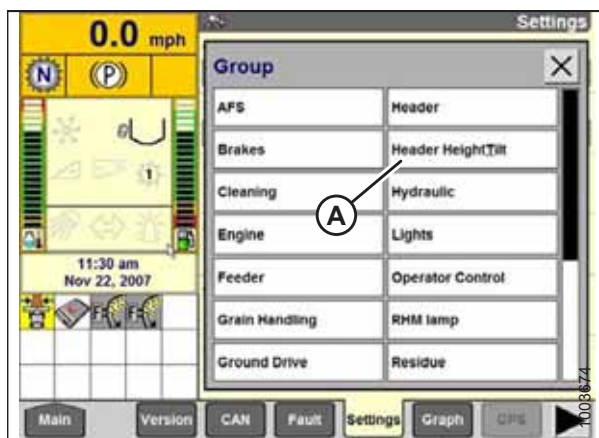 0.0 mph
Settings
N
P
Group
X
AFS
Header
Brakes
Header Height Tilt
Cleaning
Hydraulic
A
Engine
Lights
Feeder
Operator Control
Grain Handling
RHM lamp
Ground Drive
Residue
1
11:30 am
Nov 22, 2007
F
F
Main
Version
CAN
Fault
Settings
Graph
GPS
1003674